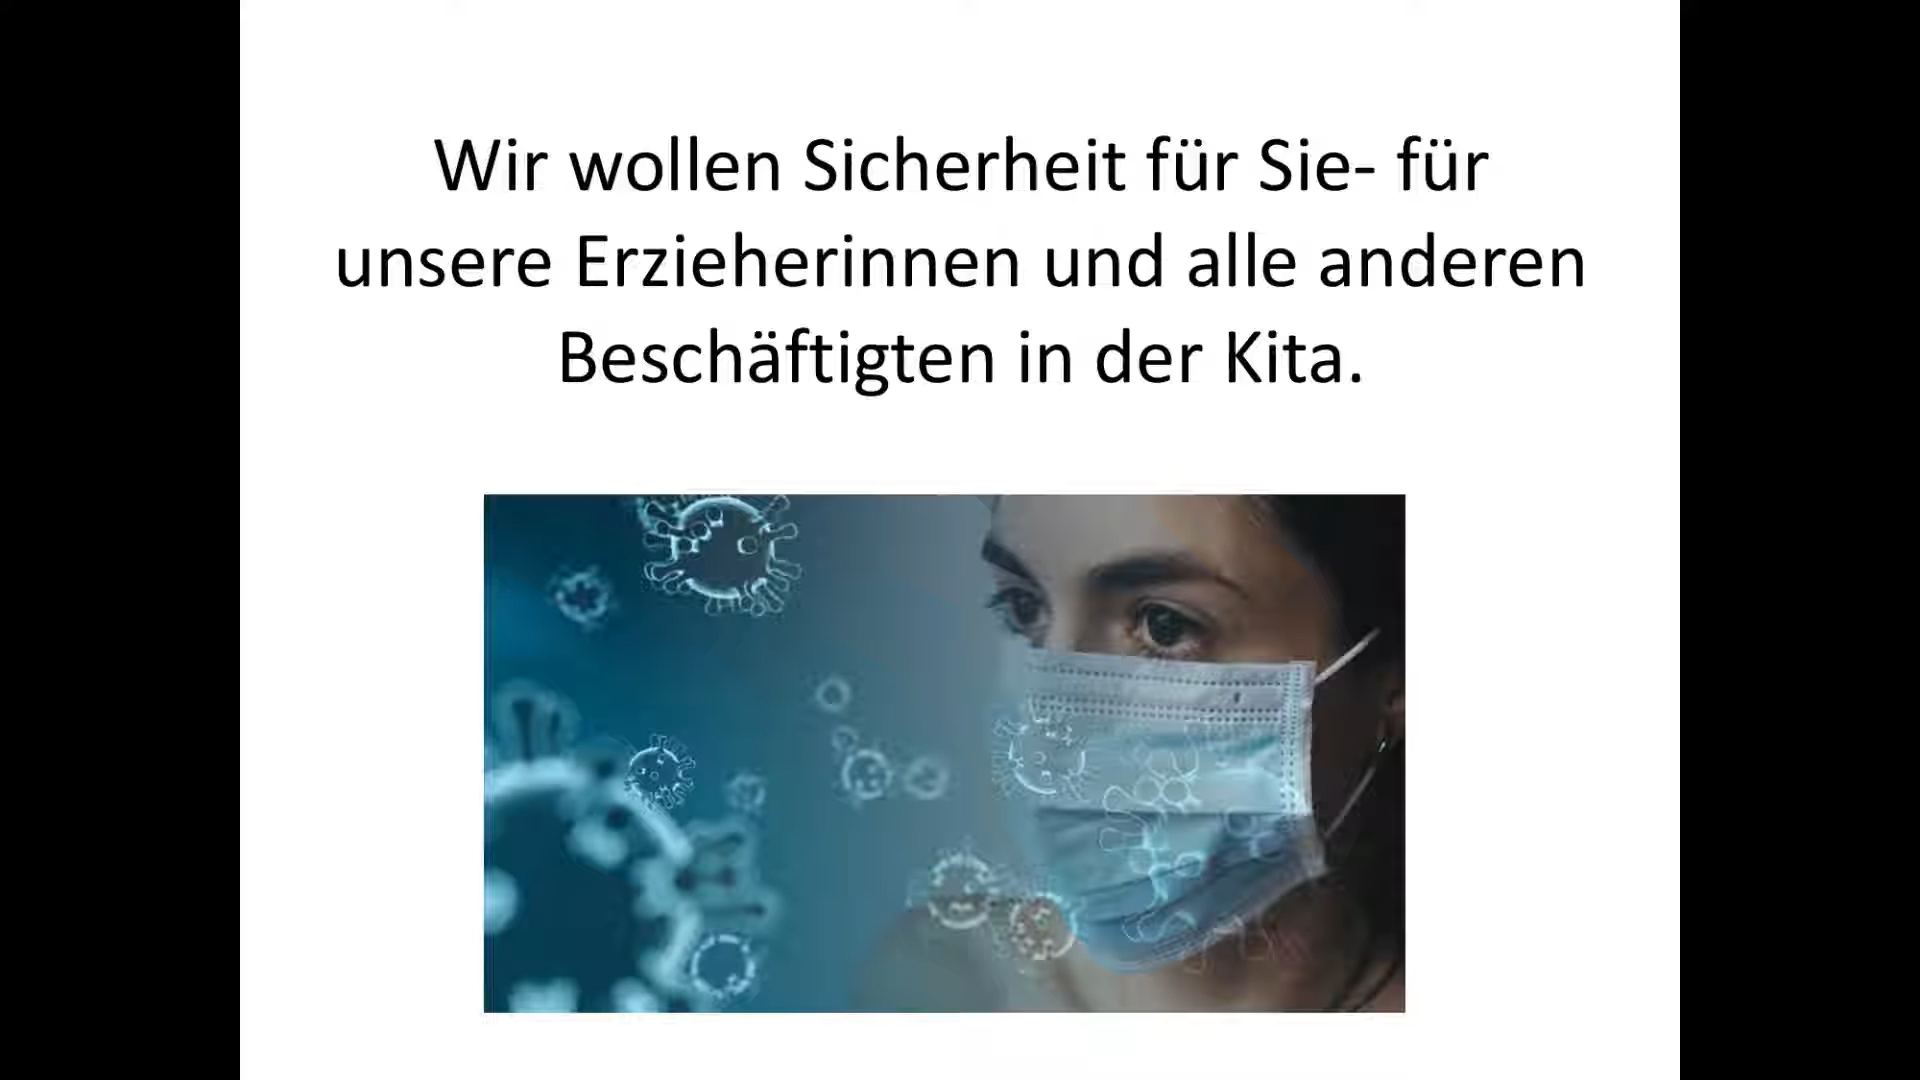 Wir wollen Sicherheit für Sie- für
unsere Erzieherinnen und alle anderen
Beschäftigten in der Kita.